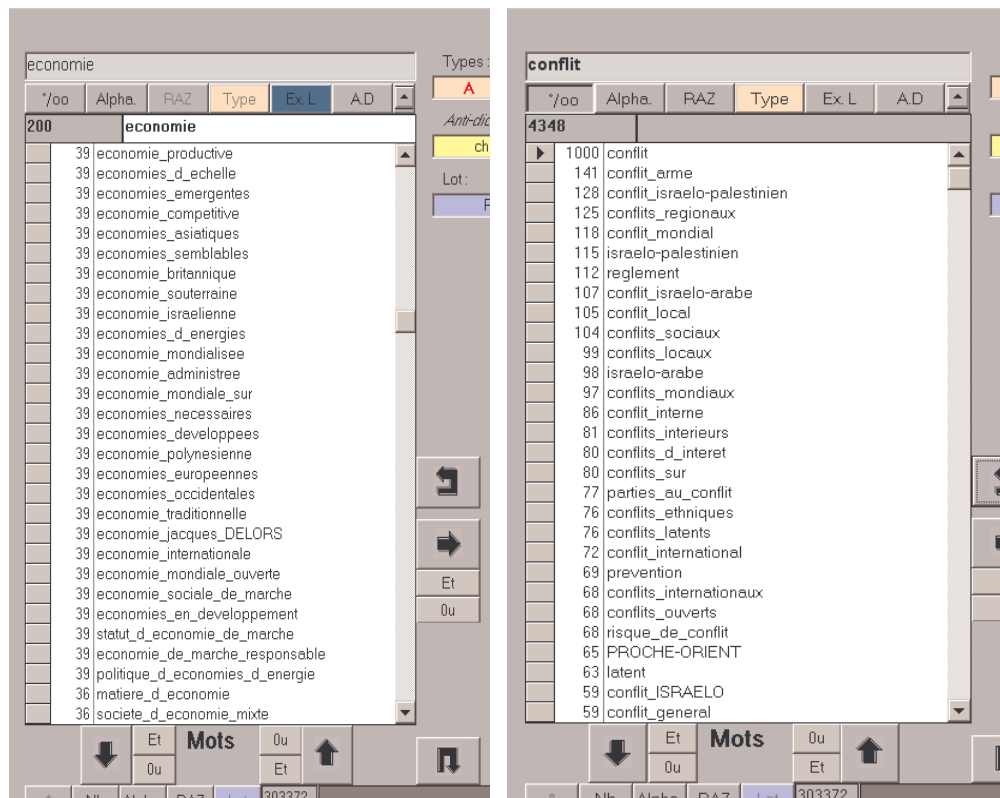 economie
Types :
°/oo Alpha. RAZ Type Ex. L A.D
A
200 economie
Anti-dic
ch
39 economie_productive
39 economies_d_echelle
Lot :
39 economies_emergentes
39 economie_competitive
39 economies_asiatiques
39 economies_semblables
39 economie_britannique
39 economie_souterraine
39 economie_israelienne
39 economies_d_energies
39 economie_mondialisee
39 economie_administree
39 economie_mondiale_sur
39 economies_necessaires
39 economies_developpees
39 economie_polynesienne
39 economies_europeennes
39 economies_occidentales
39 economie_traditionnelle
39 economie_jacques_DELORS
39 economie_internationale
39 economie_mondiale_ouverte
39 economie_sociale_de_marche
39 economies_en_developpement
39 statut_d_economie_de_marche
39 economie_de_marche_responsable
39 politique_d_economies_d_energie
36 matiere_d_economie
36 societe_d_economie_mixte
Et
Ou
Et Mots Ou
Ou Et
303372
conflit
°/oo Alpha. RAZ Type Ex. L A.D
4348
1000 conflit
141 conflit_arme
128 conflit_israelo-palestinien
125 conflits_regionaux
118 conflit_mondial
115 israelo-palestinien
112 reglement
107 conflit_israelo-arabe
105 conflit_local
104 conflits_sociaux
99 conflits_locaux
98 israelo-arabe
97 conflits_mondiaux
86 conflit_interne
81 conflits_interieurs
80 conflits_d_interet
80 conflits_sur
77 parties_au_conflit
76 conflits_ethniques
76 conflits_latents
72 conflit_international
69 prevention
68 conflits_internationaux
68 conflits_ouverts
68 risque_de_conflit
65 PROCHE-ORIENT
63 latent
59 conflit_ISRAELO
59 conflit_general
Et Mots Ou
Ou Et
303372